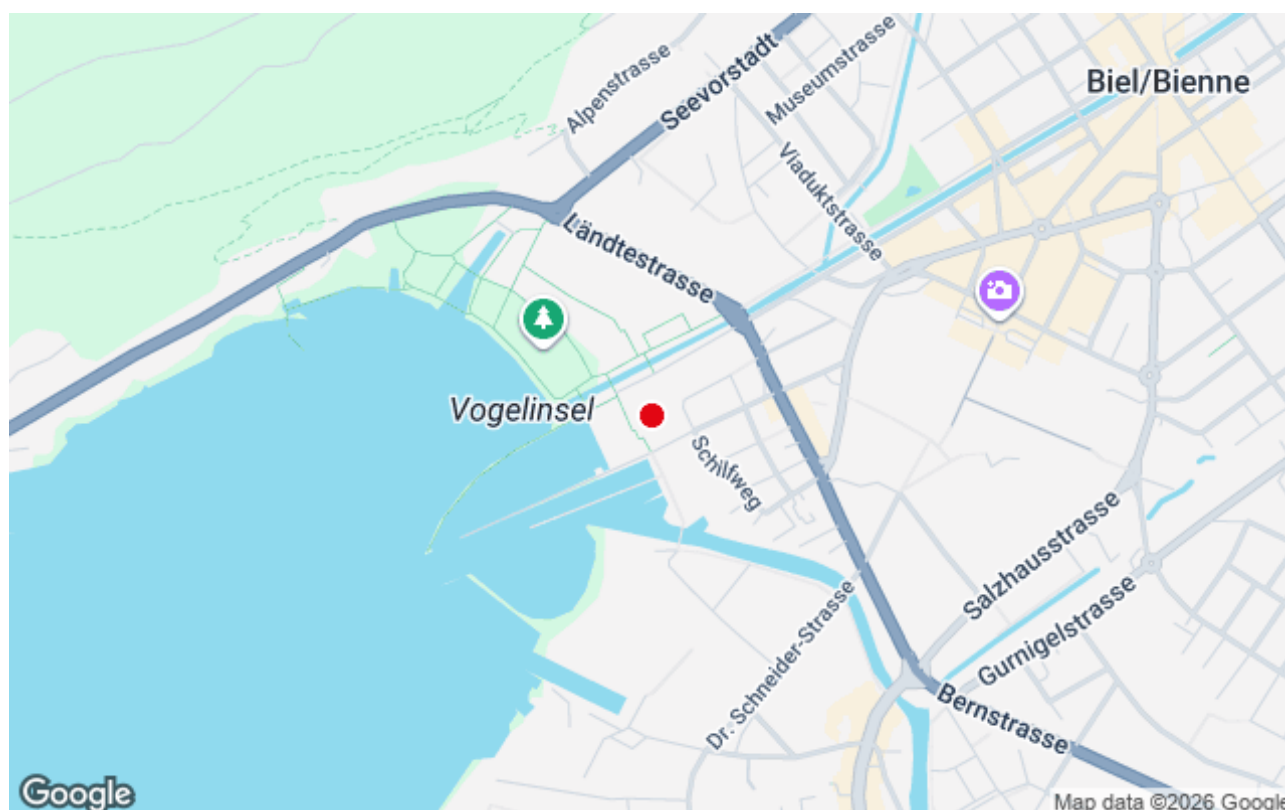 Alpenstrasse
Seevorstadt
Museumstrasse
Biel/Bienne
Viaduktstrasse
Ländtestrasse
Vogelinsel
Schilfweg
Salzhausstrasse
Gurnigelstrasse
Dr. Schneider-Strasse
Bernstrasse
Google
Map data ©2026 Google